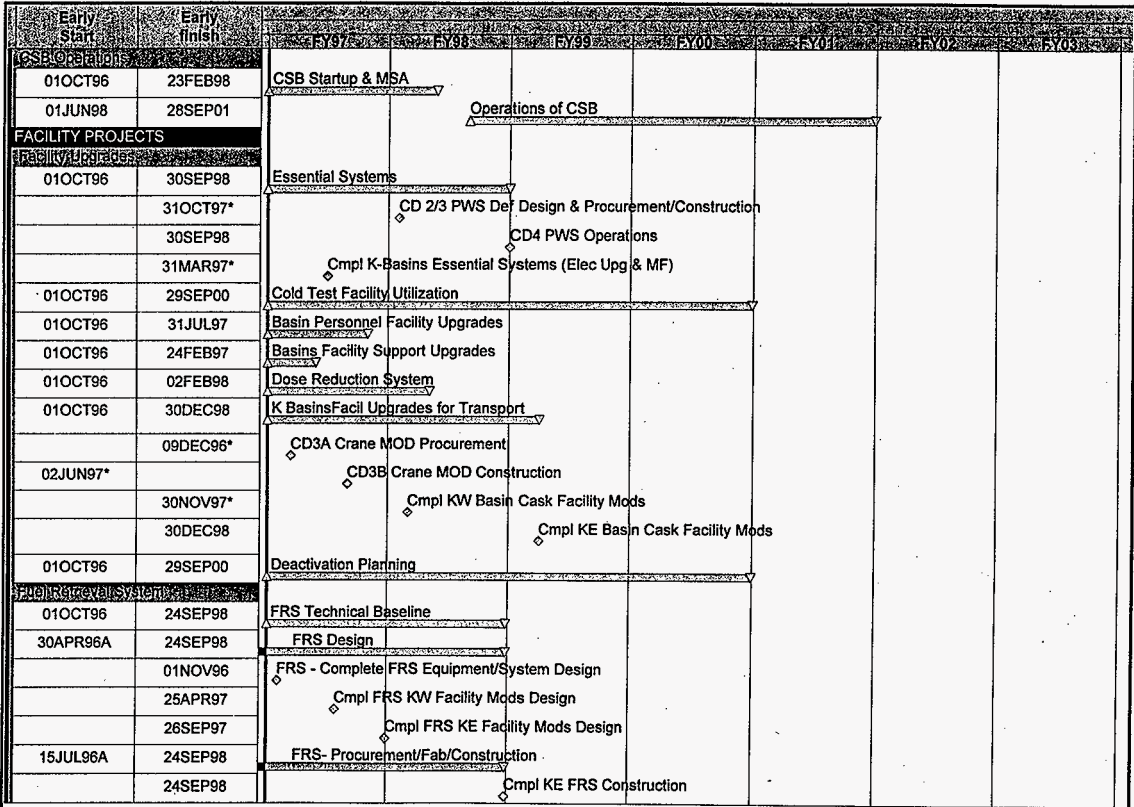 Early Start Early finish
FY97 FY98 FY99 FY00 FY01 FY02 FY03
CSB Operations
01OCT96 23FEB98 CSB Startup & MSA
01JUN98 28SEP01 Operations of CSB
FACILITY PROJECTS
Facility Upgrades
01OCT96 30SEP98 Essential Systems
31OCT97* CD 2/3 PWS Def Design & Procurement/Construction
30SEP98 CD4 PWS Operations
31MAR97* Cmpl K-Basins Essential Systems (Elec Upg & MF)
01OCT96 29SEP00 Cold Test Facility Utilization
01OCT96 31JUL97 Basin Personnel Facility Upgrades
01OCT96 24FEB97 Basins Facility Support Upgrades
01OCT96 02FEB98 Dose Reduction System
01OCT96 30DEC98 K BasinsFacil Upgrades for Transport
09DEC96* CD3A Crane MOD Procurement
02JUN97* CD3B Crane MOD Construction
30NOV97* Cmpl KW Basin Cask Facility Mods
30DEC98 Cmpl KE Basin Cask Facility Mods
01OCT96 29SEP00 Deactivation Planning
Fuel Retrieval System
01OCT96 24SEP98 FRS Technical Baseline
30APR96A 24SEP98 FRS Design
01NOV96 FRS - Complete FRS Equipment/System Design
25APR97 Cmpl FRS KW Facility Mods Design
26SEP97 Cmpl FRS KE Facility Mods Design
15JUL96A 24SEP98 FRS- Procurement/Fab/Construction
24SEP98 Cmpl KE FRS Construction